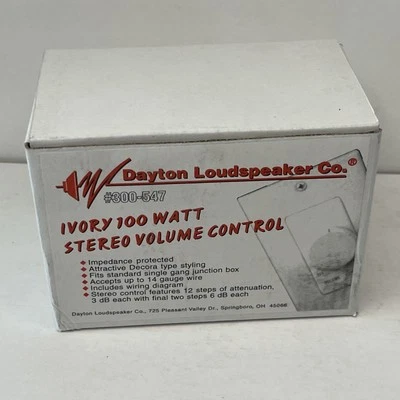 Dayton Loudspeaker Co.®
#300-547
IVORY 100 WATT
STEREO VOLUME CONTROL
• Impedance protected
• Attractive Decora type styling
• Fits standard single gang junction box
• Accepts up to 14 gauge wire
• Includes wiring diagram
• Stereo control features 12 steps of attenuation,
3 dB each with final two steps 6 dB each
Dayton Loudspeaker Co., 725 Pleasant Valley Dr., Springboro, OH 45066